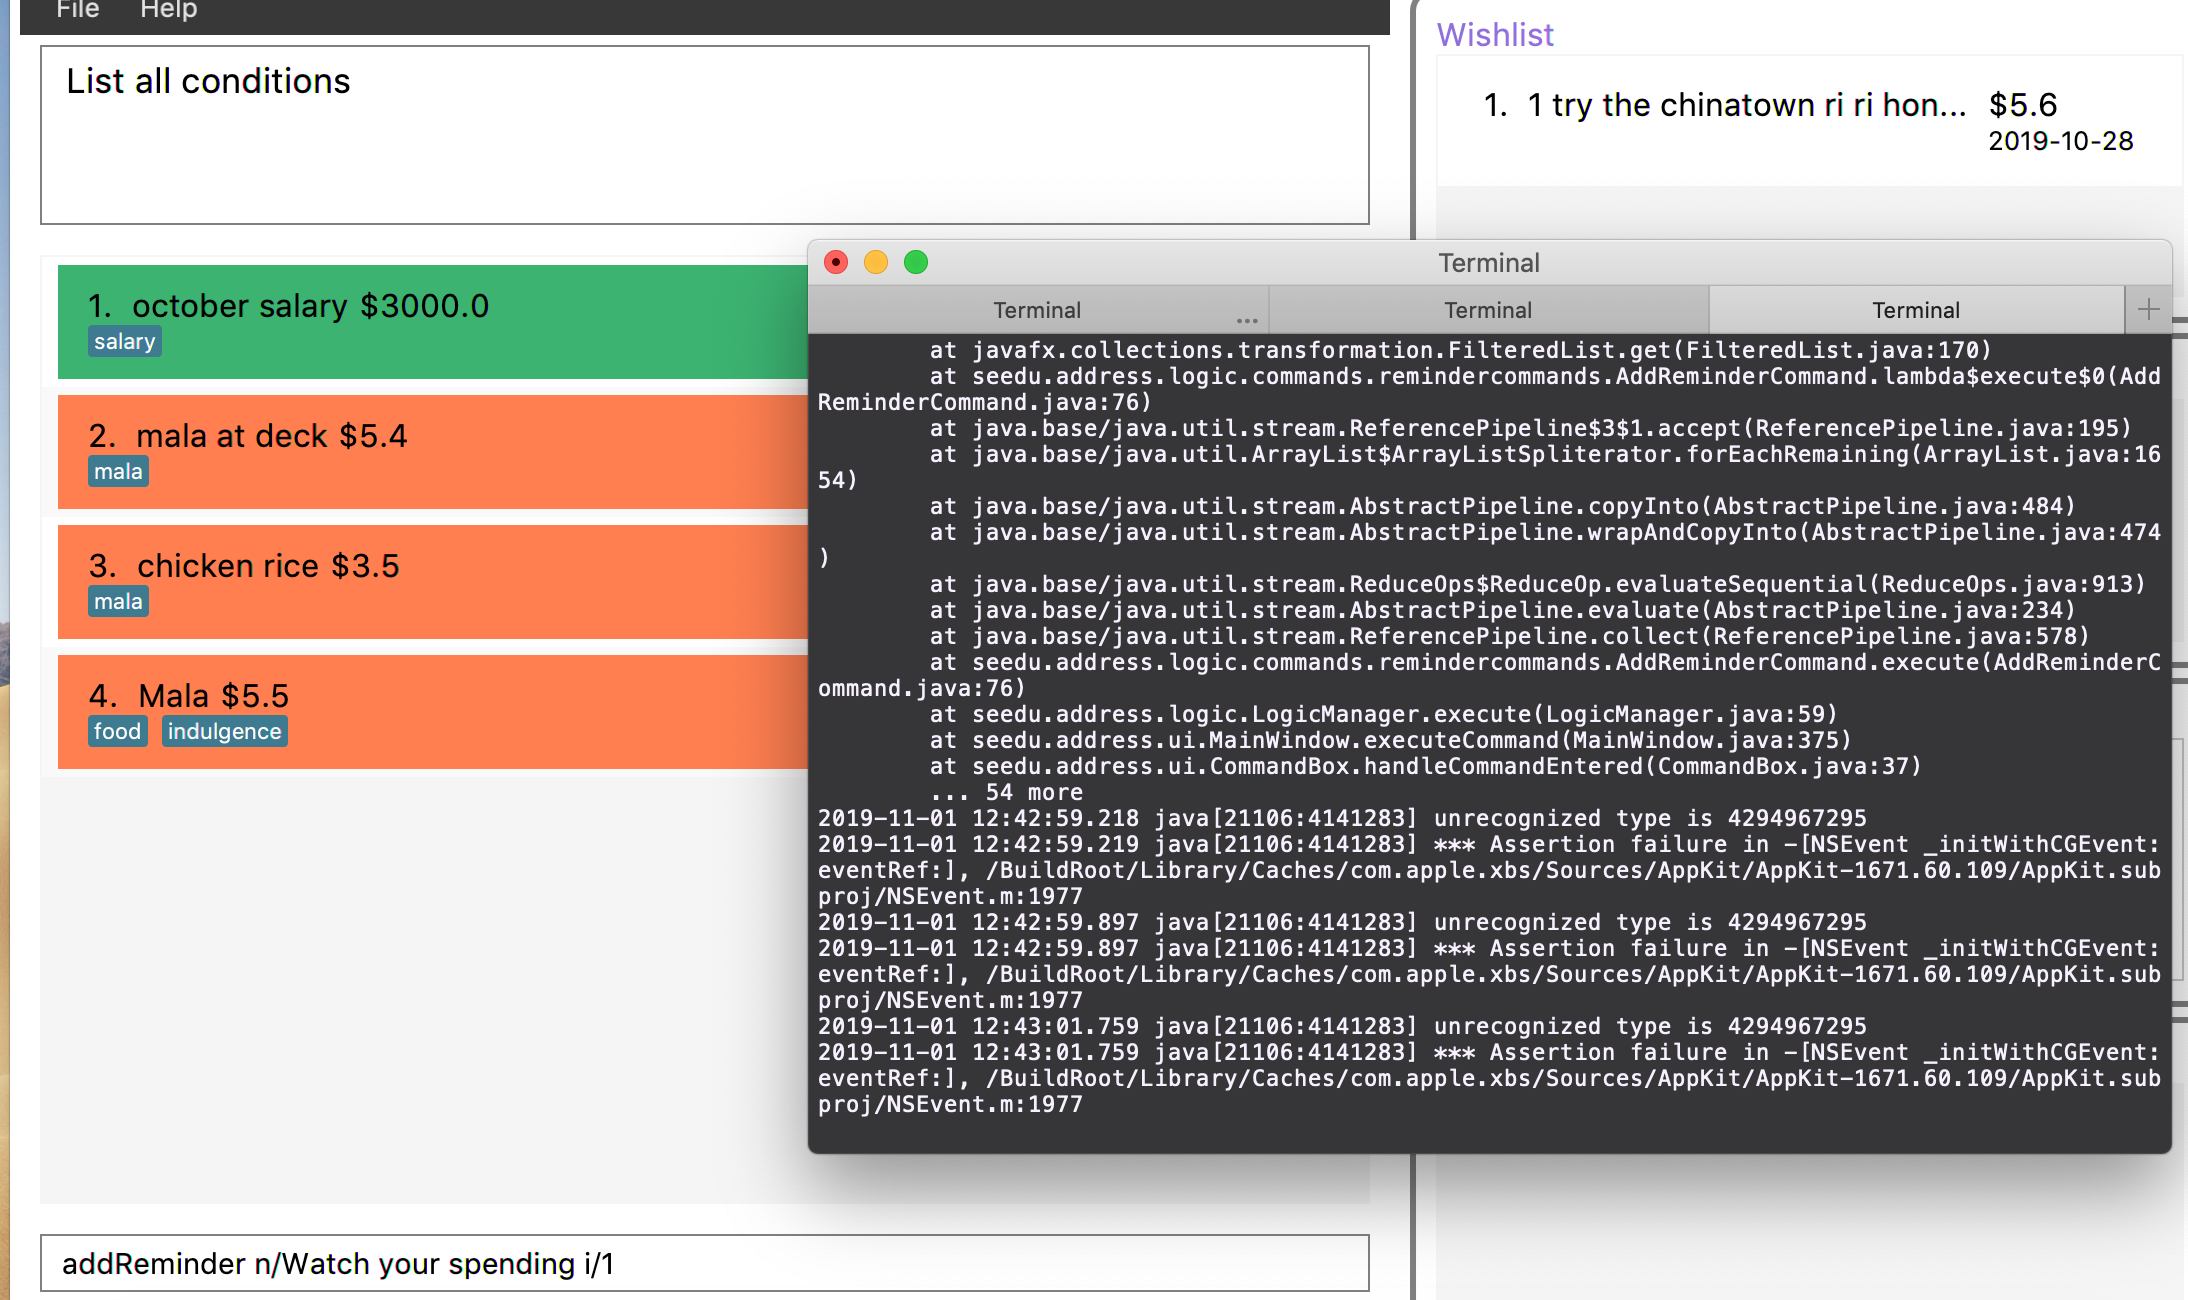 File Help
List all conditions
1. october salary $3000.0
salary
2. mala at deck $5.4
mala
3. chicken rice $3.5
mala
4. Mala $5.5
food indulgence
addReminder n/Watch your spending i/1
Wishlist
1. 1 try the chinatown ri ri hon... $5.6
2019-10-28
Terminal
Terminal ... Terminal Terminal +
at javafx.collections.transformation.FilteredList.get(FilteredList.java:170)
at seedu.address.logic.commands.remindercommands.AddReminderCommand.lambda$execute$0(Add
ReminderCommand.java:76)
at java.base/java.util.stream.ReferencePipeline$3$1.accept(ReferencePipeline.java:195)
at java.base/java.util.ArrayList$ArrayListSpliterator.forEachRemaining(ArrayList.java:16
54)
at java.base/java.util.stream.AbstractPipeline.copyInto(AbstractPipeline.java:484)
at java.base/java.util.stream.AbstractPipeline.wrapAndCopyInto(AbstractPipeline.java:474
)
at java.base/java.util.stream.ReduceOps$ReduceOp.evaluateSequential(ReduceOps.java:913)
at java.base/java.util.stream.AbstractPipeline.evaluate(AbstractPipeline.java:234)
at java.base/java.util.stream.ReferencePipeline.collect(ReferencePipeline.java:578)
at seedu.address.logic.commands.remindercommands.AddReminderCommand.execute(AddReminderC
ommand.java:76)
at seedu.address.logic.LogicManager.execute(LogicManager.java:59)
at seedu.address.ui.MainWindow.executeCommand(MainWindow.java:375)
at seedu.address.ui.CommandBox.handleCommandEntered(CommandBox.java:37)
... 54 more
2019-11-01 12:42:59.218 java[21106:4141283] unrecognized type is 4294967295
2019-11-01 12:42:59.219 java[21106:4141283] *** Assertion failure in -[NSEvent _initWithCGEvent:
eventRef:], /BuildRoot/Library/Caches/com.apple.xbs/Sources/AppKit/AppKit-1671.60.109/AppKit.sub
proj/NSEvent.m:1977
2019-11-01 12:42:59.897 java[21106:4141283] unrecognized type is 4294967295
2019-11-01 12:42:59.897 java[21106:4141283] *** Assertion failure in -[NSEvent _initWithCGEvent:
eventRef:], /BuildRoot/Library/Caches/com.apple.xbs/Sources/AppKit/AppKit-1671.60.109/AppKit.sub
proj/NSEvent.m:1977
2019-11-01 12:43:01.759 java[21106:4141283] unrecognized type is 4294967295
2019-11-01 12:43:01.759 java[21106:4141283] *** Assertion failure in -[NSEvent _initWithCGEvent:
eventRef:], /BuildRoot/Library/Caches/com.apple.xbs/Sources/AppKit/AppKit-1671.60.109/AppKit.sub
proj/NSEvent.m:1977